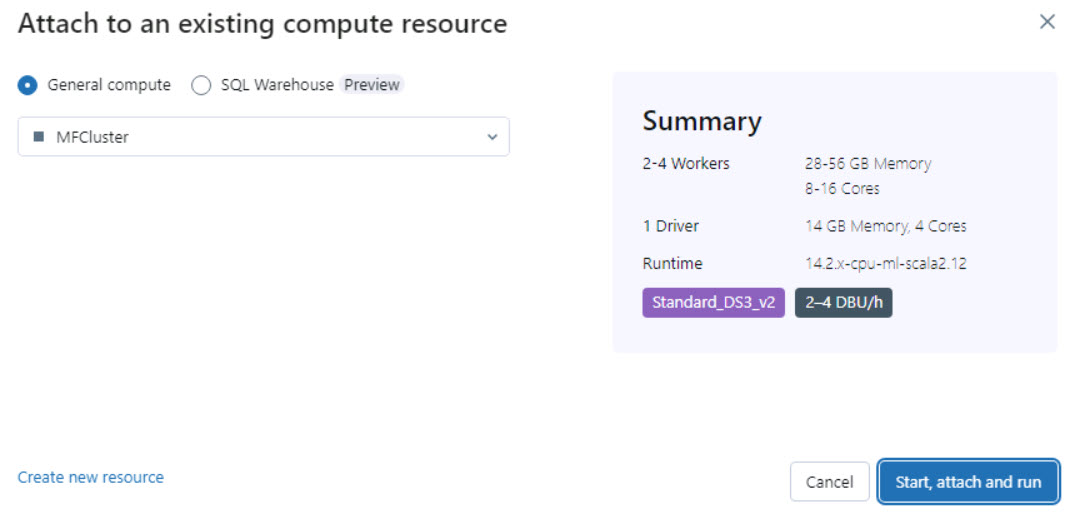 Attach to an existing compute resource
General compute SQL Warehouse Preview
MFCluster
Summary
2-4 Workers 28-56 GB Memory
8-16 Cores
1 Driver 14 GB Memory, 4 Cores
Runtime 14.2.x-cpu-ml-scala2.12
Standard_DS3_v2 2–4 DBU/h
Create new resource Cancel Start, attach and run